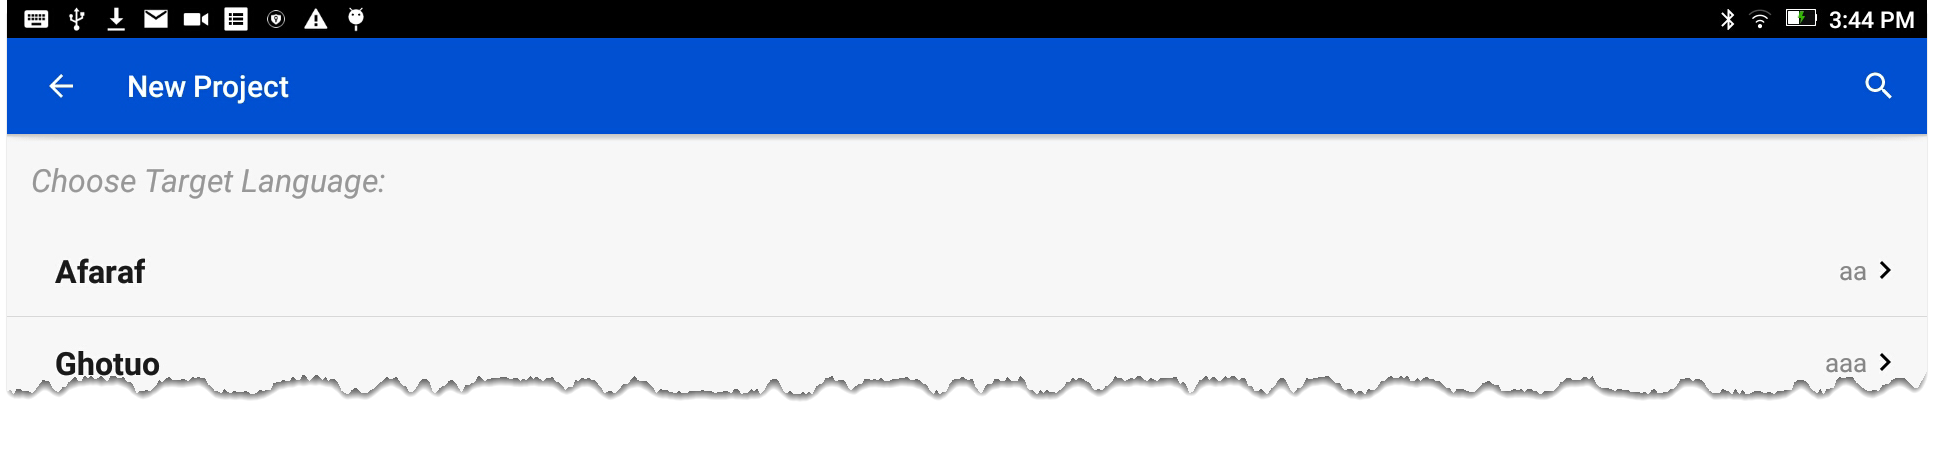 3:44 PM
New Project
Choose Target Language:
Afaraf aa
Ghotuo aaa